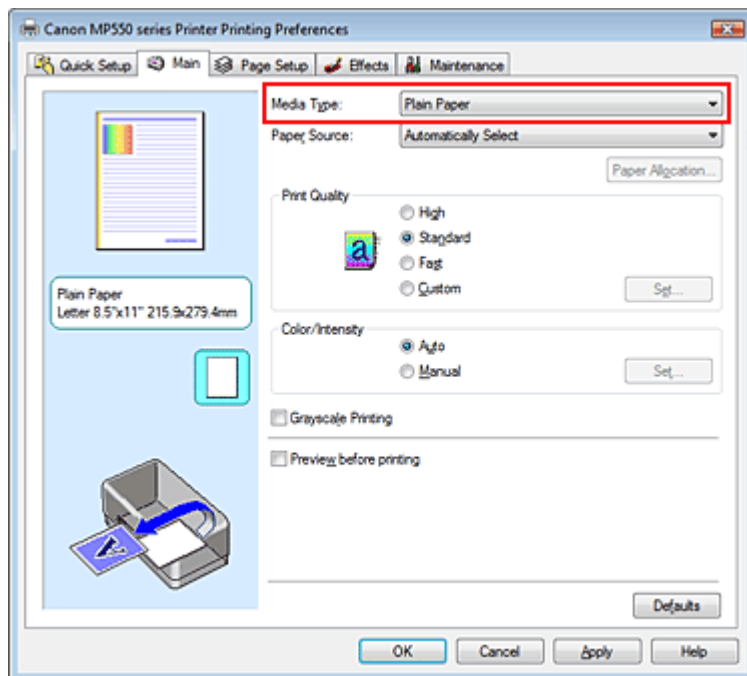 Canon MP550 series Printer Printing Preferences
Quick Setup Main Page Setup Effects Maintenance
Media Type: Plain Paper
Paper Source: Automatically Select
Paper Allocation...
Print Quality
High
a Standard
Fast
Custom Set...
Plain Paper
Letter 8.5"x11" 215.9x279.4mm
Color/Intensity
Auto
Manual Set...
Grayscale Printing
Preview before printing
Defaults
OK Cancel Apply Help